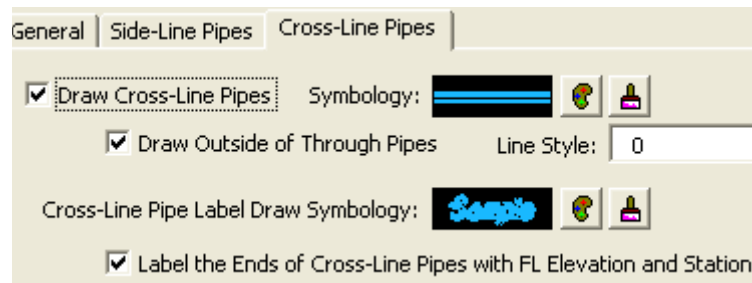 General Side-Line Pipes Cross-Line Pipes
Draw Cross-Line Pipes Symbology:
Draw Outside of Through Pipes Line Style: 0
Cross-Line Pipe Label Draw Symbology: Sample
Label the Ends of Cross-Line Pipes with FL Elevation and Station